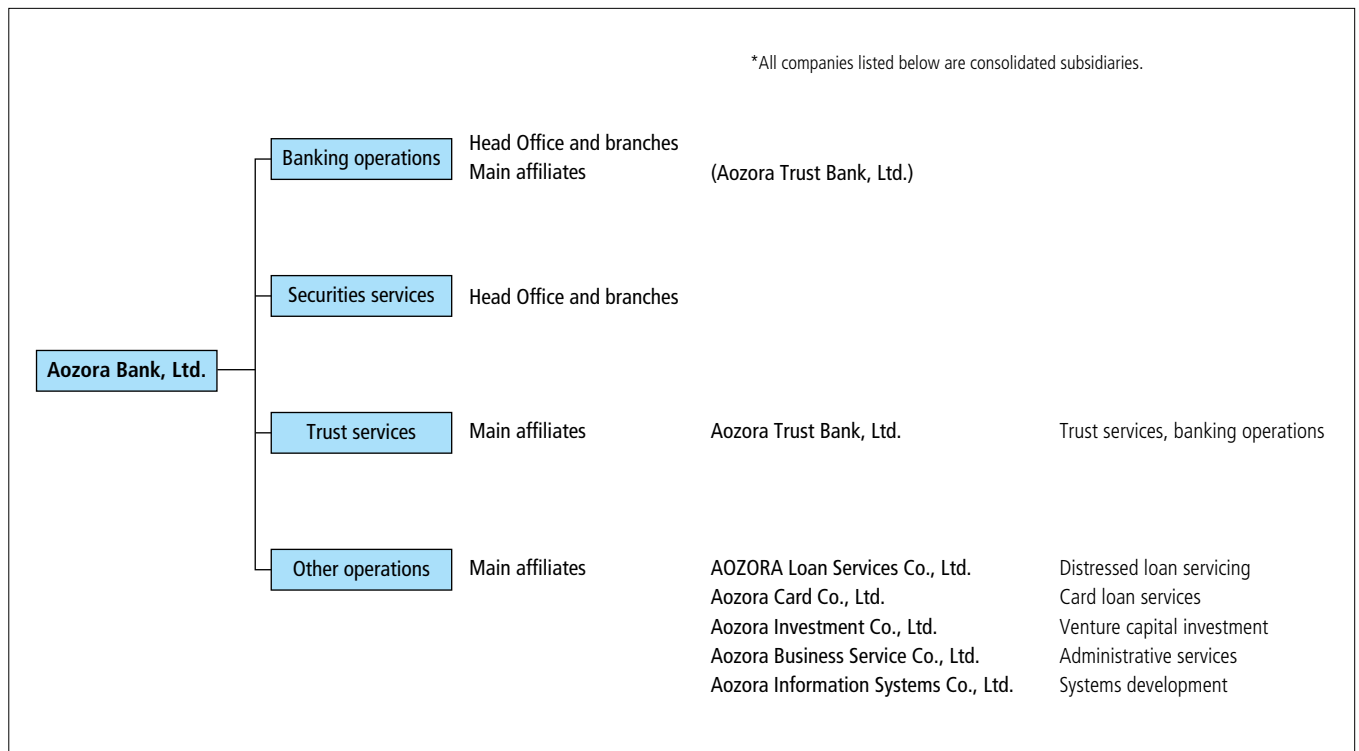 *All companies listed below are consolidated subsidiaries.
Banking operations
Head Office and branches
Main affiliates (Aozora Trust Bank, Ltd.)
Securities services Head Office and branches
Aozora Bank, Ltd.
Trust services Main affiliates Aozora Trust Bank, Ltd. Trust services, banking operations
Other operations Main affiliates AOZORA Loan Services Co., Ltd. Distressed loan servicing
Aozora Card Co., Ltd. Card loan services
Aozora Investment Co., Ltd. Venture capital investment
Aozora Business Service Co., Ltd. Administrative services
Aozora Information Systems Co., Ltd. Systems development